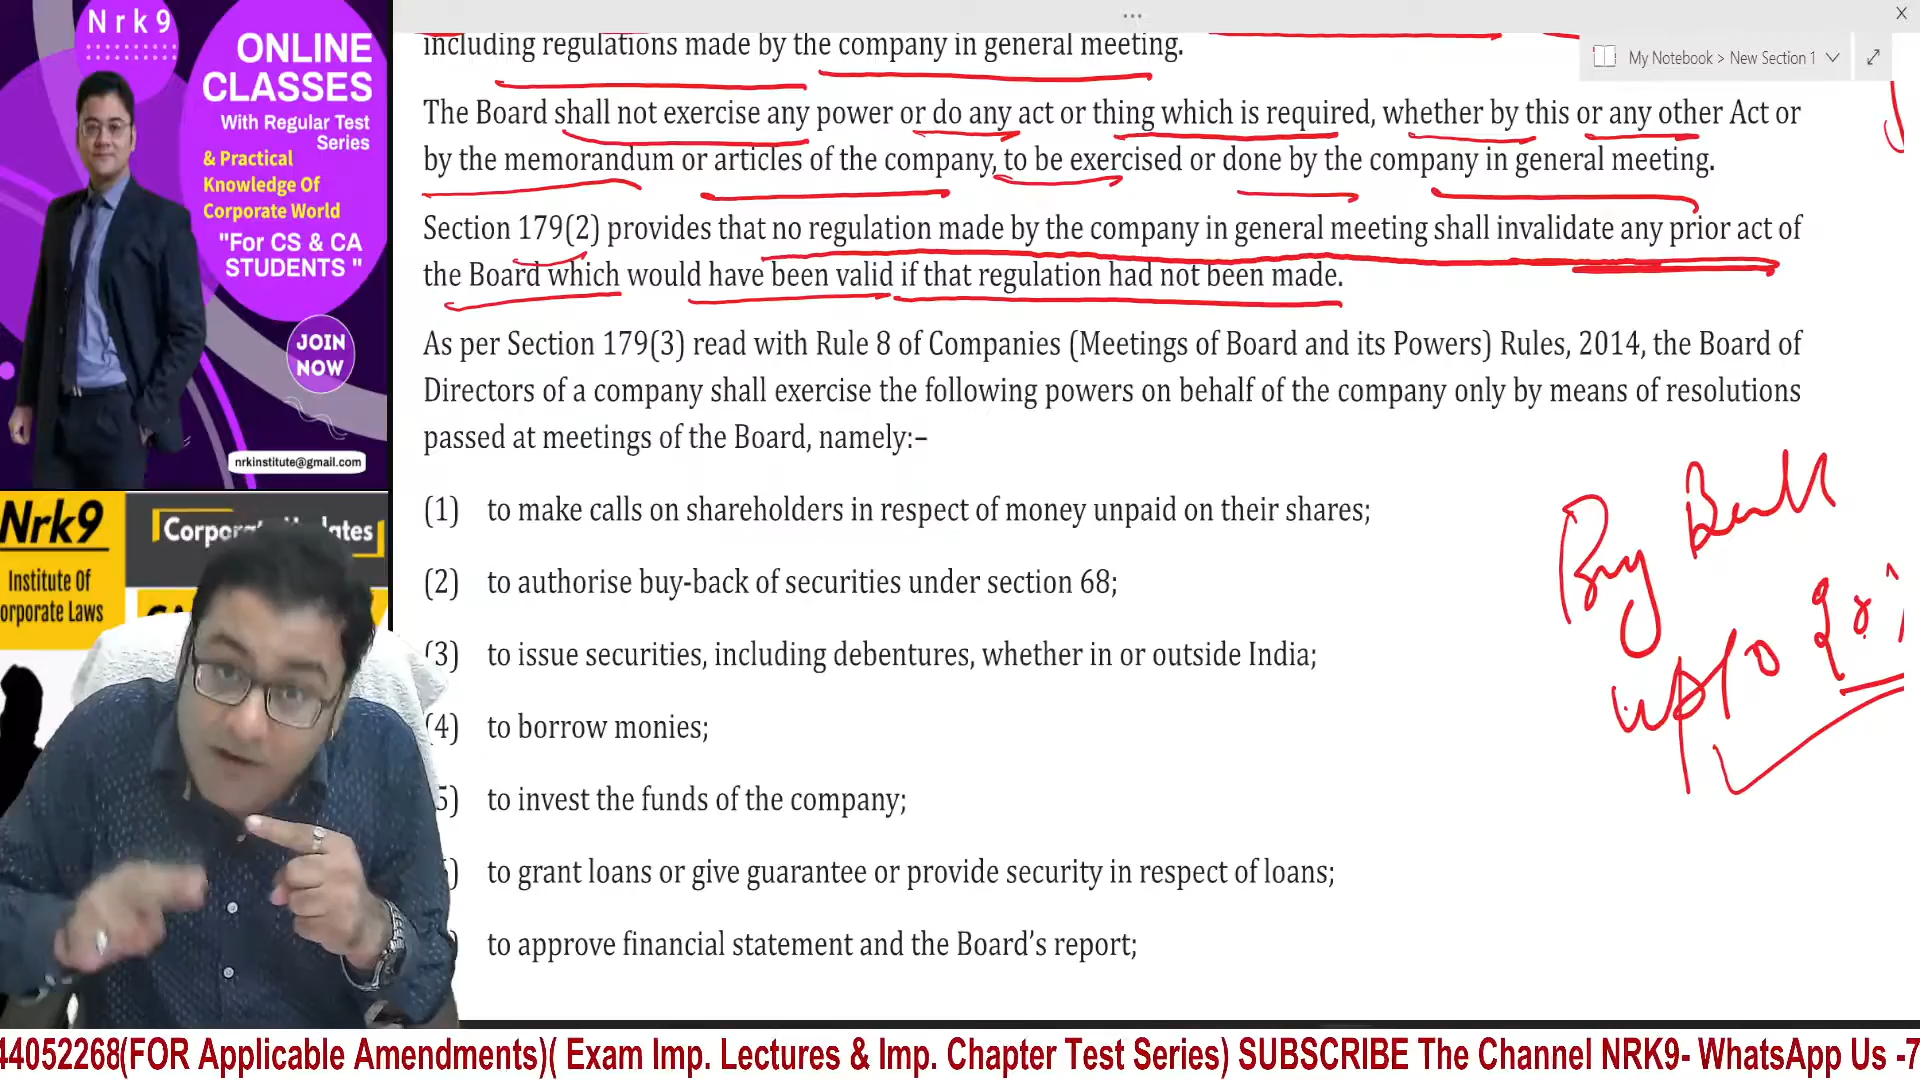 Nrk9
ONLINE
CLASSES
With Regular Test
Series
& Practical
Knowledge Of
Corporate World
"For CS & CA
STUDENTS "
JOIN
NOW
nrkinstitute@gmail.com
Nrk9
Institute Of
orporate Laws
...
X
My Notebook > New Section 1
including regulations made by the company in general meeting.
The Board shall not exercise any power or do any act or thing which is required, whether by this or any other Act or
by the memorandum or articles of the company, to be exercised or done by the company in general meeting.
Section 179(2) provides that no regulation made by the company in general meeting shall invalidate any prior act of
the Board which would have been valid if that regulation had not been made.
As per Section 179(3) read with Rule 8 of Companies (Meetings of Board and its Powers) Rules, 2014, the Board of
Directors of a company shall exercise the following powers on behalf of the company only by means of resolutions
passed at meetings of the Board, namely:–
(1) to make calls on shareholders in respect of money unpaid on their shares;
(2) to authorise buy-back of securities under section 68;
(3) to issue securities, including debentures, whether in or outside India;
(4) to borrow monies;
5) to invest the funds of the company;
) to grant loans or give guarantee or provide security in respect of loans;
to approve financial statement and the Board's report;
Buy Back
upto
44052268(FOR Applicable Amendments)( Exam Imp. Lectures & Imp. Chapter Test Series) SUBSCRIBE The Channel NRK9- WhatsApp Us -7